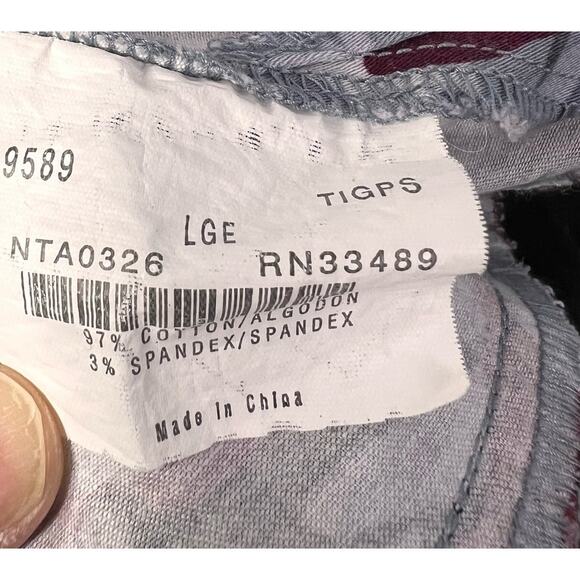 9589
TIGPS
LGE
NTA0326 RN33489
97% COTTON/ALGODON
3% SPANDEX/SPANDEX
Made in China